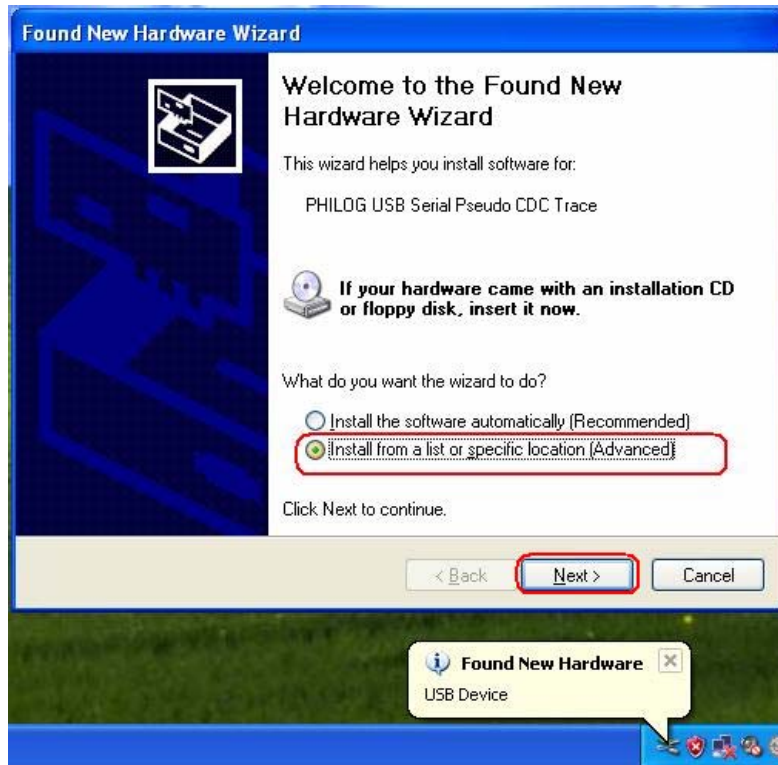 Found New Hardware Wizard
Welcome to the Found New
Hardware Wizard
This wizard helps you install software for:
PHILOG USB Serial Pseudo CDC Trace
If your hardware came with an installation CD
or floppy disk, insert it now.
What do you want the wizard to do?
Install the software automatically (Recommended)
Install from a list or specific location (Advanced)
Click Next to continue.
< Back
Next >
Cancel
Found New Hardware
USB Device